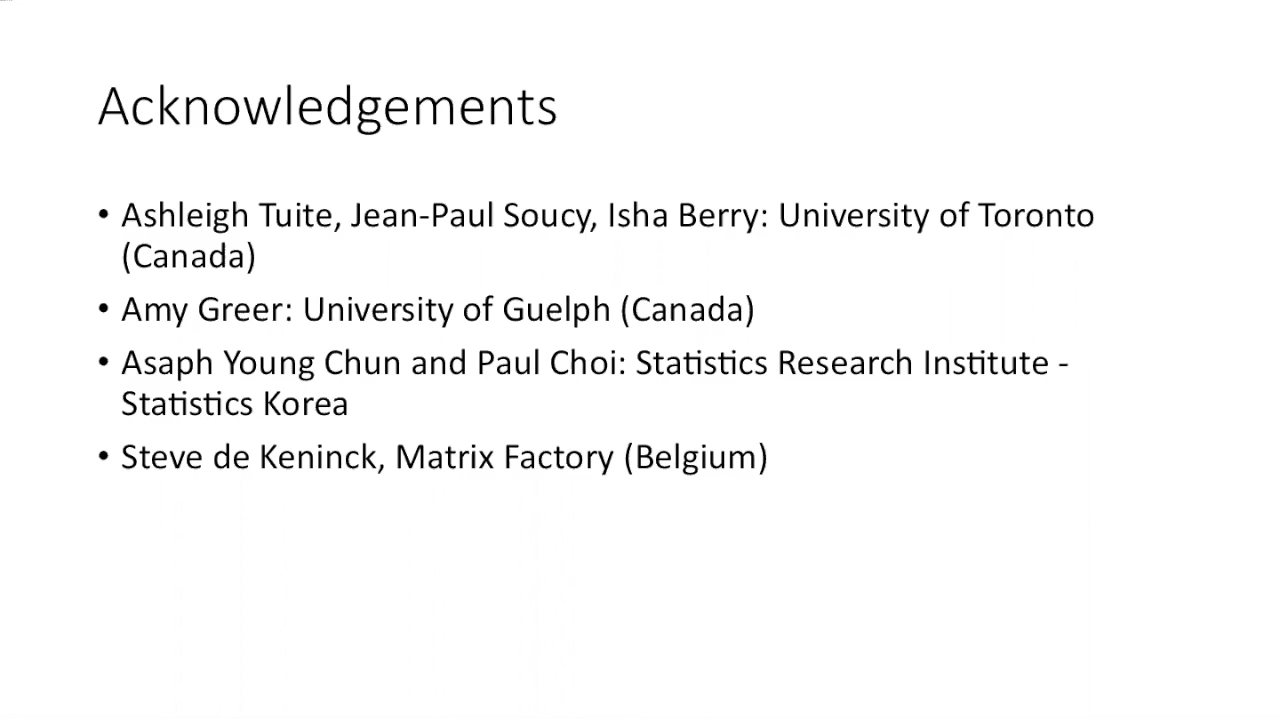 Acknowledgements
• Ashleigh Tuite, Jean-Paul Soucy, Isha Berry: University of Toronto
(Canada)
• Amy Greer: University of Guelph (Canada)
• Asaph Young Chun and Paul Choi: Statistics Research Institute -
Statistics Korea
• Steve de Keninck, Matrix Factory (Belgium)